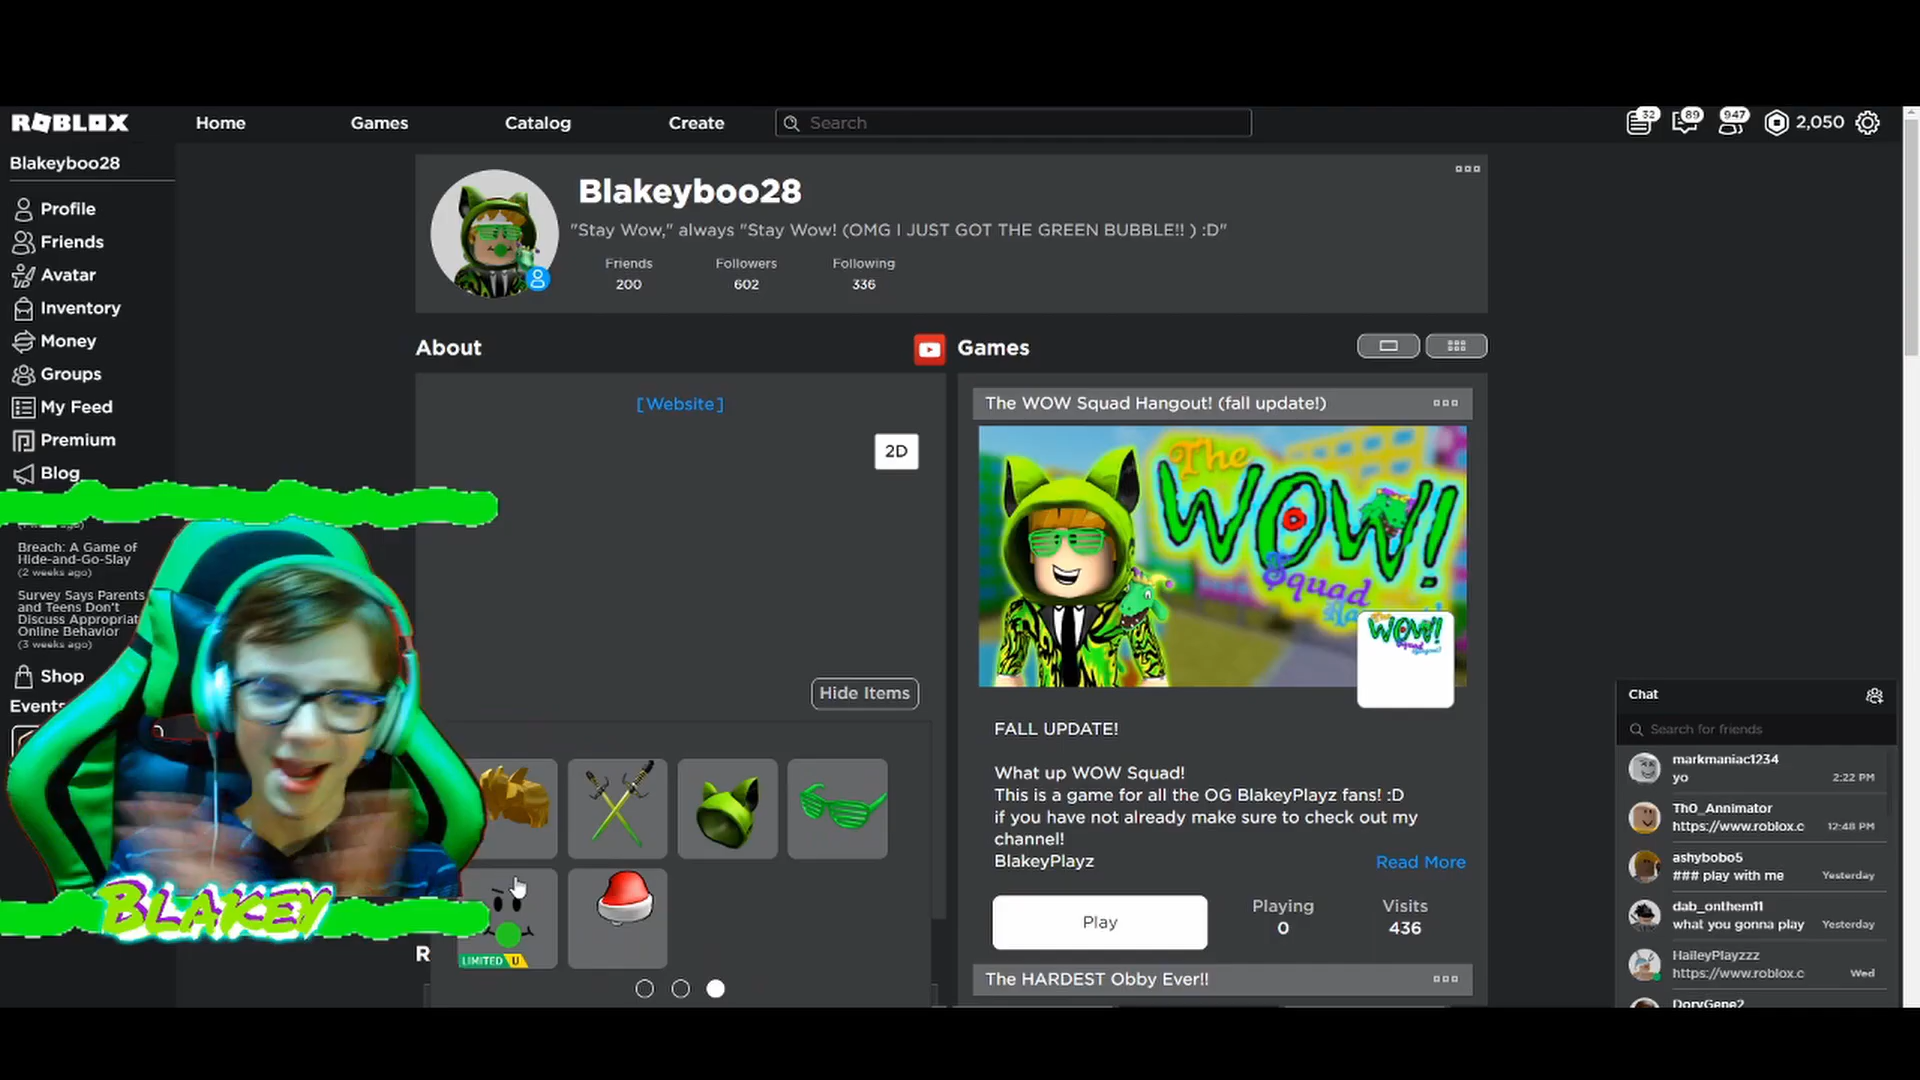 ROBLOX
Home
Games
Catalog
Create
Search
32
89
947
2,050
Blakeyboo28
Profile
Friends
Avatar
Inventory
Money
Groups
My Feed
Premium
Blog
Breach: A Game of
Hide-and-Go-Slay
(2 weeks ago)
Survey Says Parents
and Teens Don't
Discuss Appropriat
Online Behavior
(3 weeks ago)
Shop
Events
BLAKEY
Blakeyboo28
"Stay Wow," always "Stay Wow! (OMG I JUST GOT THE GREEN BUBBLE!! ) :D"
Friends
200
Followers
602
Following
336
About
[Website]
2D
Hide Items
LIMITED U
R
Games
The WOW Squad Hangout! (fall update!)
The
WOW!
Squad
The
WOW!
Squad
FALL UPDATE!
What up WOW Squad!
This is a game for all the OG BlakeyPlayz fans! :D
if you have not already make sure to check out my
channel!
BlakeyPlayz
Read More
Play
Playing
0
Visits
436
The HARDEST Obby Ever!!
Chat
Search for friends
markmaniac1234
yo
2:22 PM
Th0_Annimator
https://www.roblox.c
12:48 PM
ashybobo5
### play with me
Yesterday
dab_onthem11
what you gonna play
Yesterday
HaileyPlayzzz
https://www.roblox.c
Wed
DoryGene2